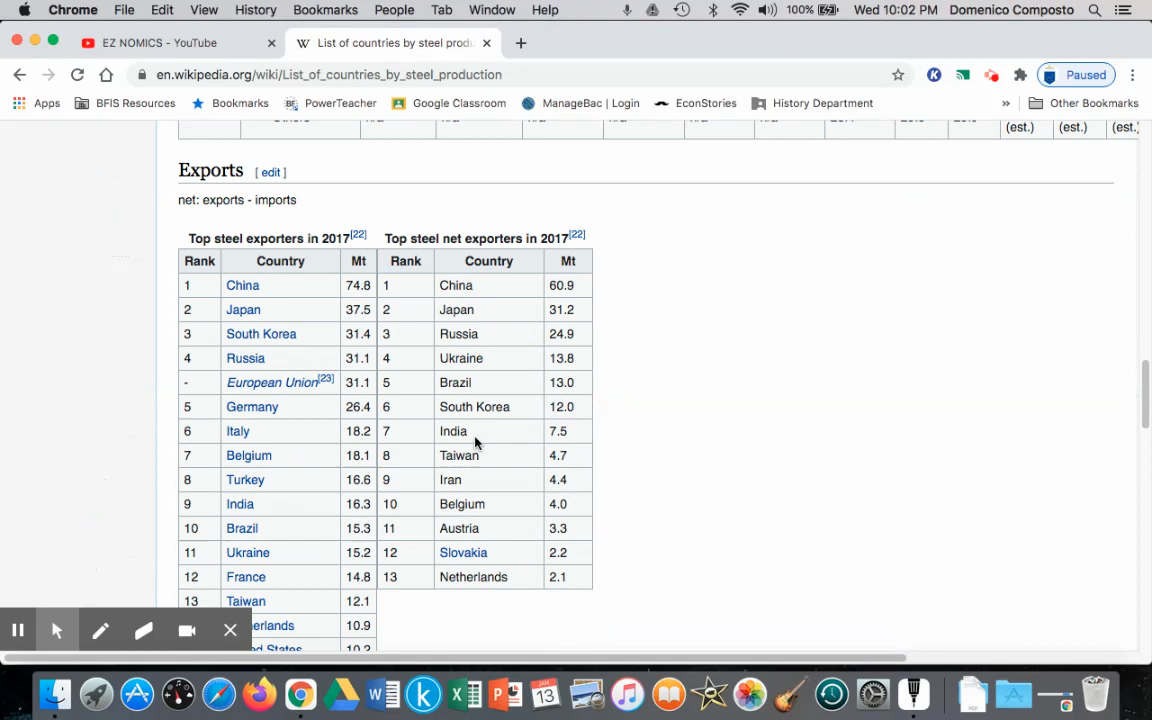 Chrome File Edit View History Bookmarks People Tab Window Help 100% Wed 10:02 PM Domenico Composto
EZ NOMICS - YouTube List of countries by steel produ
en.wikipedia.org/wiki/List_of_countries_by_steel_production Paused
Apps BFIS Resources Bookmarks PowerTeacher Google Classroom ManageBac | Login EconStories History Department » Other Bookmarks
(est.) (est.) (est.)
Exports [ edit ]
net: exports - imports
Top steel exporters in 2017[22] Top steel net exporters in 2017[22]
Rank Country Mt Rank Country Mt
1 China 74.8 1 China 60.9
2 Japan 37.5 2 Japan 31.2
3 South Korea 31.4 3 Russia 24.9
4 Russia 31.1 4 Ukraine 13.8
- European Union[23] 31.1 5 Brazil 13.0
5 Germany 26.4 6 South Korea 12.0
6 Italy 18.2 7 India 7.5
7 Belgium 18.1 8 Taiwan 4.7
8 Turkey 16.6 9 Iran 4.4
9 India 16.3 10 Belgium 4.0
10 Brazil 15.3 11 Austria 3.3
11 Ukraine 15.2 12 Slovakia 2.2
12 France 14.8 13 Netherlands 2.1
13 Taiwan 12.1
herlands 10.9
JAN
13